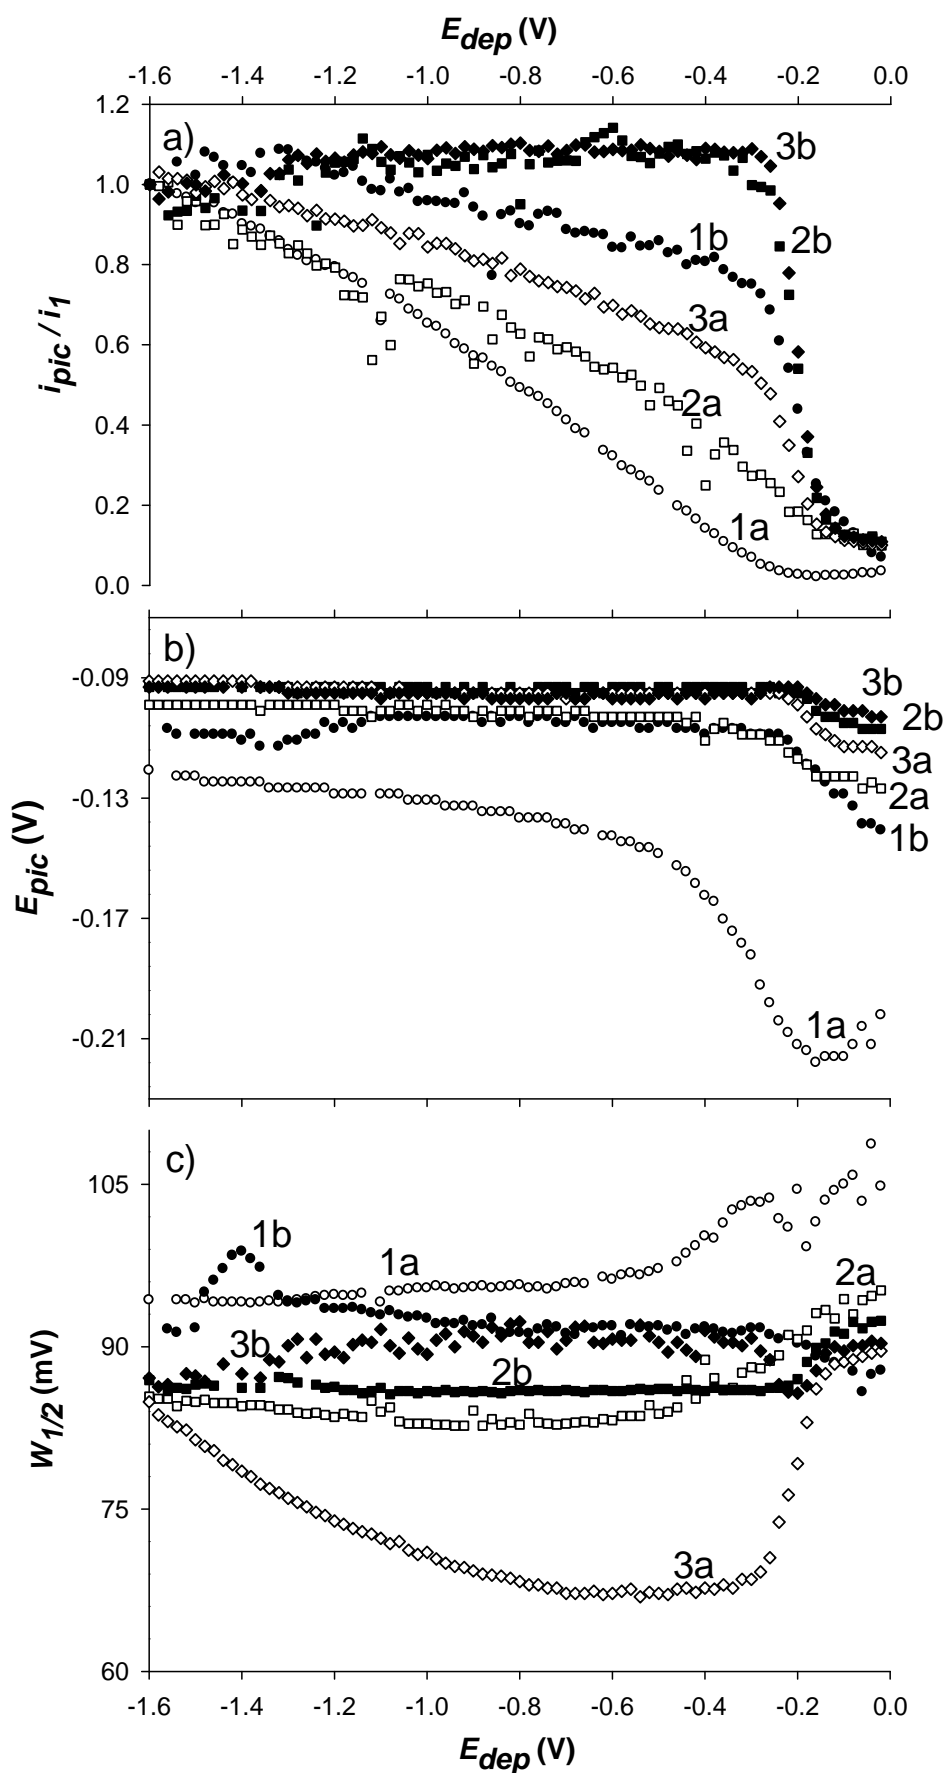 E_dep (V)
-1.6 -1.4 -1.2 -1.0 -0.8 -0.6 -0.4 -0.2 0.0
1.2
a)
3b
1.0
2b
1b
0.8
3a
i_pic / i_1
0.6
2a
0.4
0.2
1a
0.0
b)
-0.09
3b
2b
3a
2a
-0.13
1b
E_pic (V)
-0.17
1a
-0.21
c)
105
1b
1a
2a
3b
90
2b
W_1/2 (mV)
75
3a
60
-1.6 -1.4 -1.2 -1.0 -0.8 -0.6 -0.4 -0.2 0.0
E_dep (V)